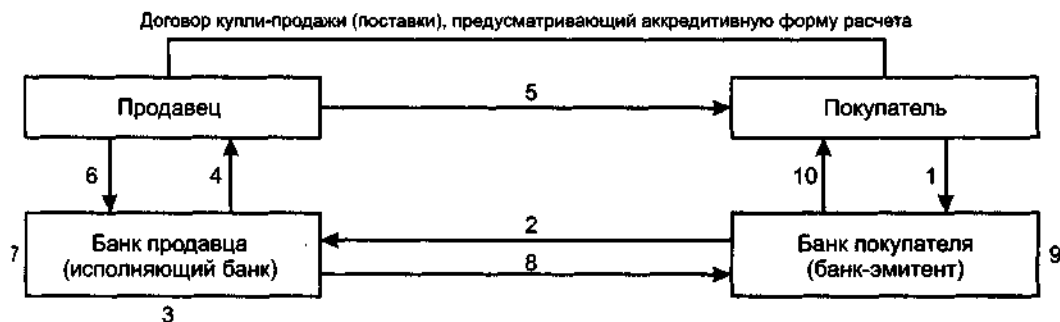 Договор купли-продажи (поставки), предусматривающий аккредитивную форму расчета
Продавец
5
Покупатель
6
4
10
1
7
Банк продавца
(исполняющий банк)
2
8
Банк покупателя
(банк-эмитент)
9
3